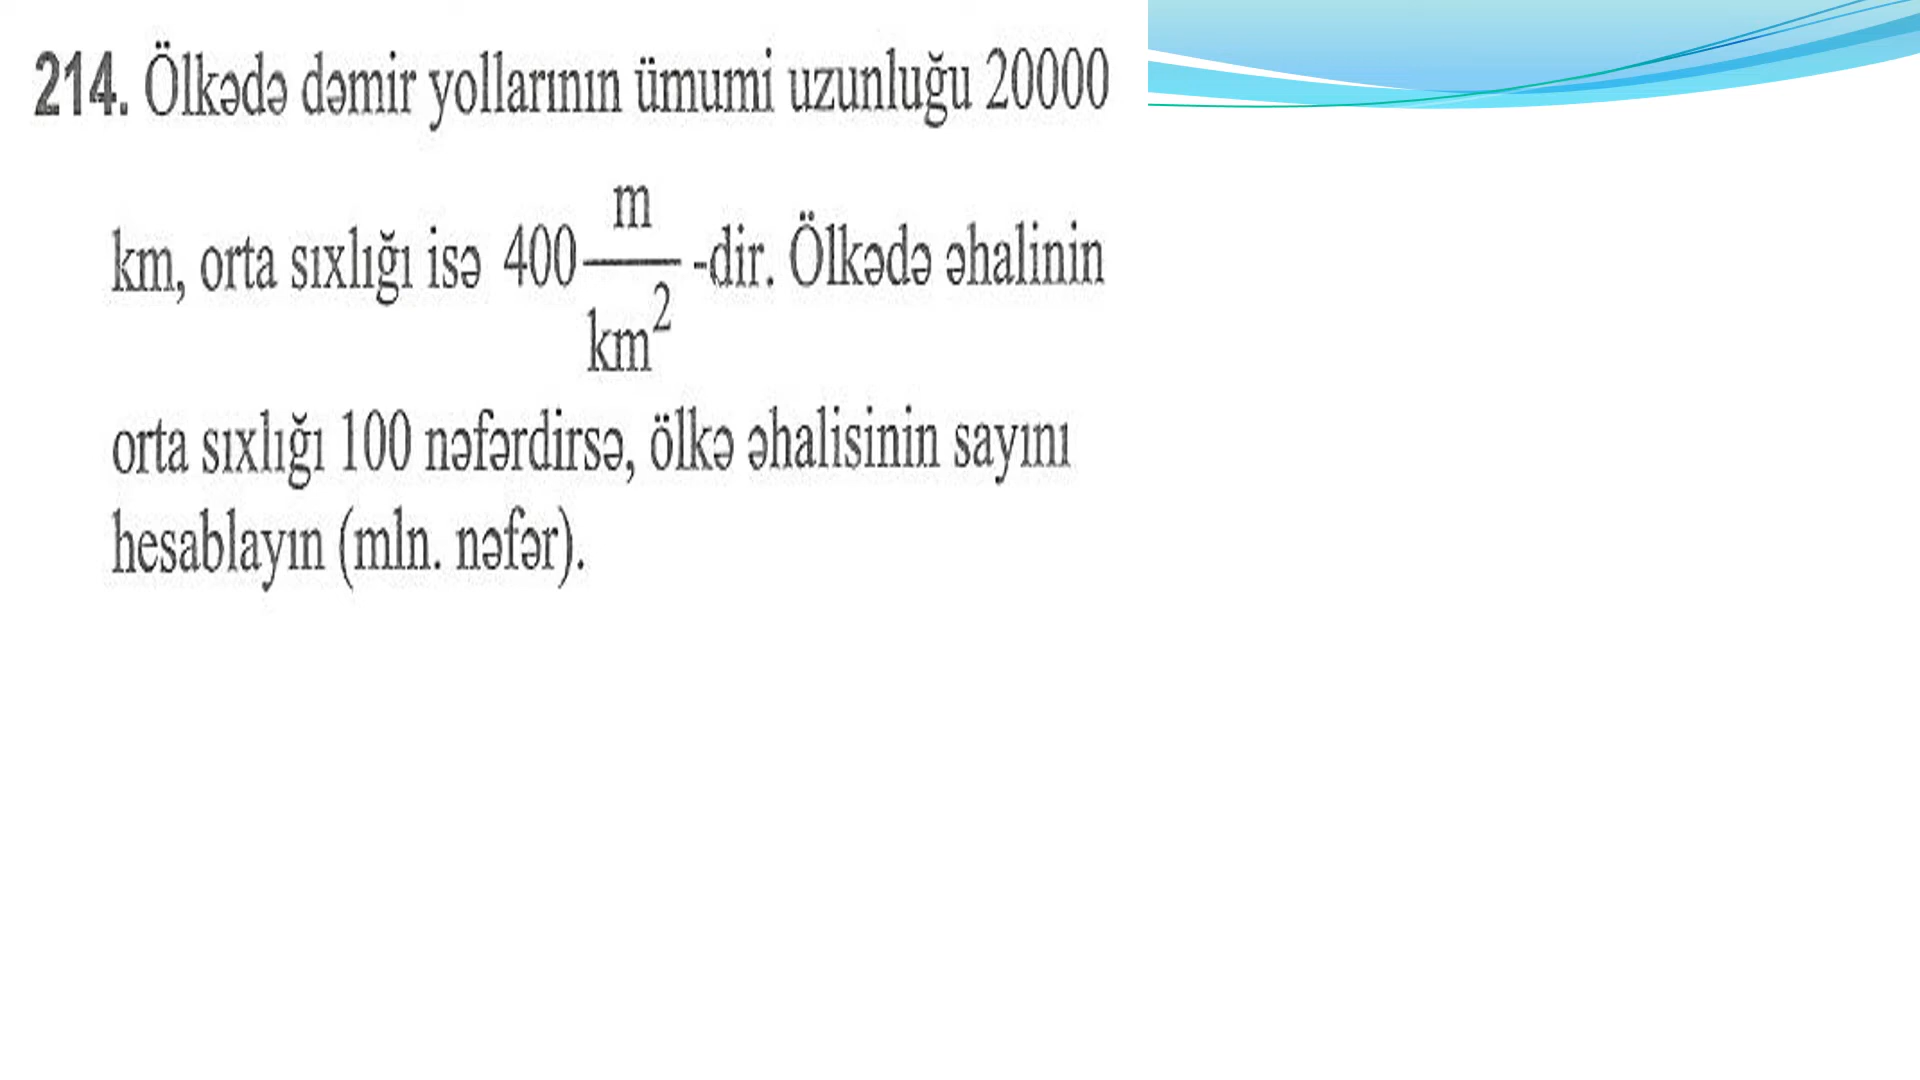 214. Ölkədə dəmir yollarının ümumi uzunluğu 20000
km, orta sıxlığı isə 400 m/km² -dir. Ölkədə əhalinin
orta sıxlığı 100 nəfərdirsə, ölkə əhalisinin sayını
hesablayın (mln. nəfər).